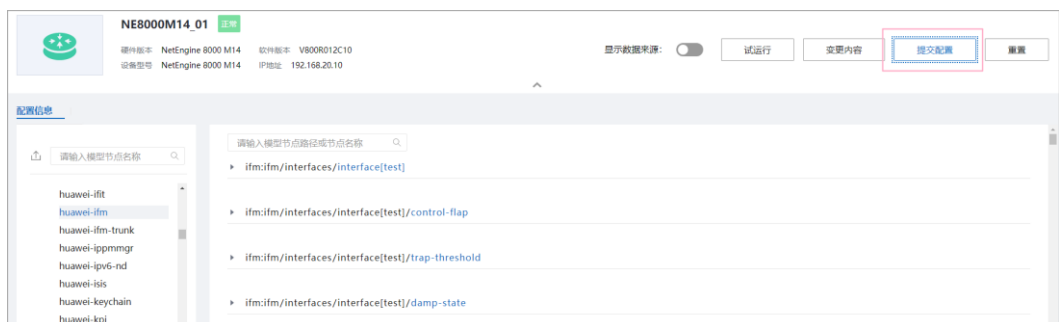 NE8000M14_01 正常
硬件版本 NetEngine 8000 M14 软件版本 V800R012C10
设备型号 NetEngine 8000 M14 IP地址 192.168.20.10
显示数据来源: 试运行 变更内容 提交配置 重置
配置信息
请输入模型节点名称
huawei-ifit
huawei-ifm
huawei-ifm-trunk
huawei-ippmmgr
huawei-ipv6-nd
huawei-isis
huawei-keychain
huawei-kpi
请输入模型节点路径或节点名称
ifm:ifm/interfaces/interface[test]
ifm:ifm/interfaces/interface[test]/control-flap
ifm:ifm/interfaces/interface[test]/trap-threshold
ifm:ifm/interfaces/interface[test]/damp-state